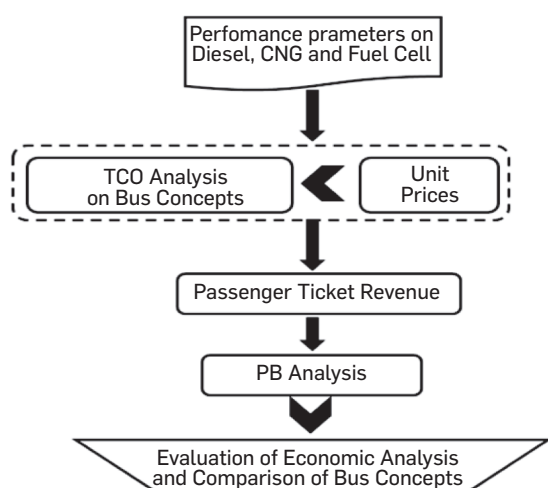 Perfomance prameters on
Diesel, CNG and Fuel Cell
TCO Analysis
on Bus Concepts
Unit
Prices
Passenger Ticket Revenue
PB Analysis
Evaluation of Economic Analysis
and Comparison of Bus Concepts